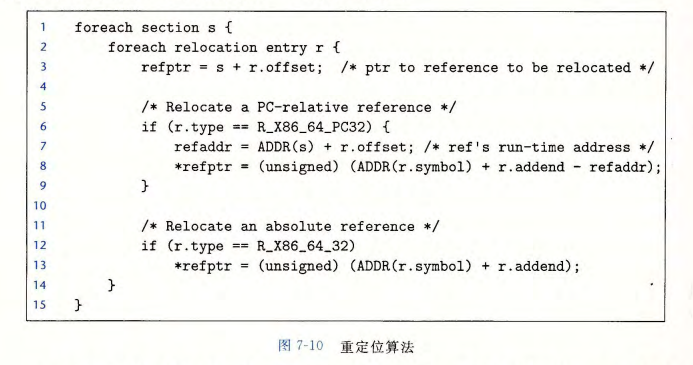 1 foreach section s {
2 foreach relocation entry r {
3 refptr = s + r.offset; /* ptr to reference to be relocated */
4
5 /* Relocate a PC-relative reference */
6 if (r.type == R_X86_64_PC32) {
7 refaddr = ADDR(s) + r.offset; /* ref's run-time address */
8 *refptr = (unsigned) (ADDR(r.symbol) + r.addend - refaddr);
9 }
10
11 /* Relocate an absolute reference */
12 if (r.type == R_X86_64_32)
13 *refptr = (unsigned) (ADDR(r.symbol) + r.addend);
14 }
15 }
图 7-10 重定位算法